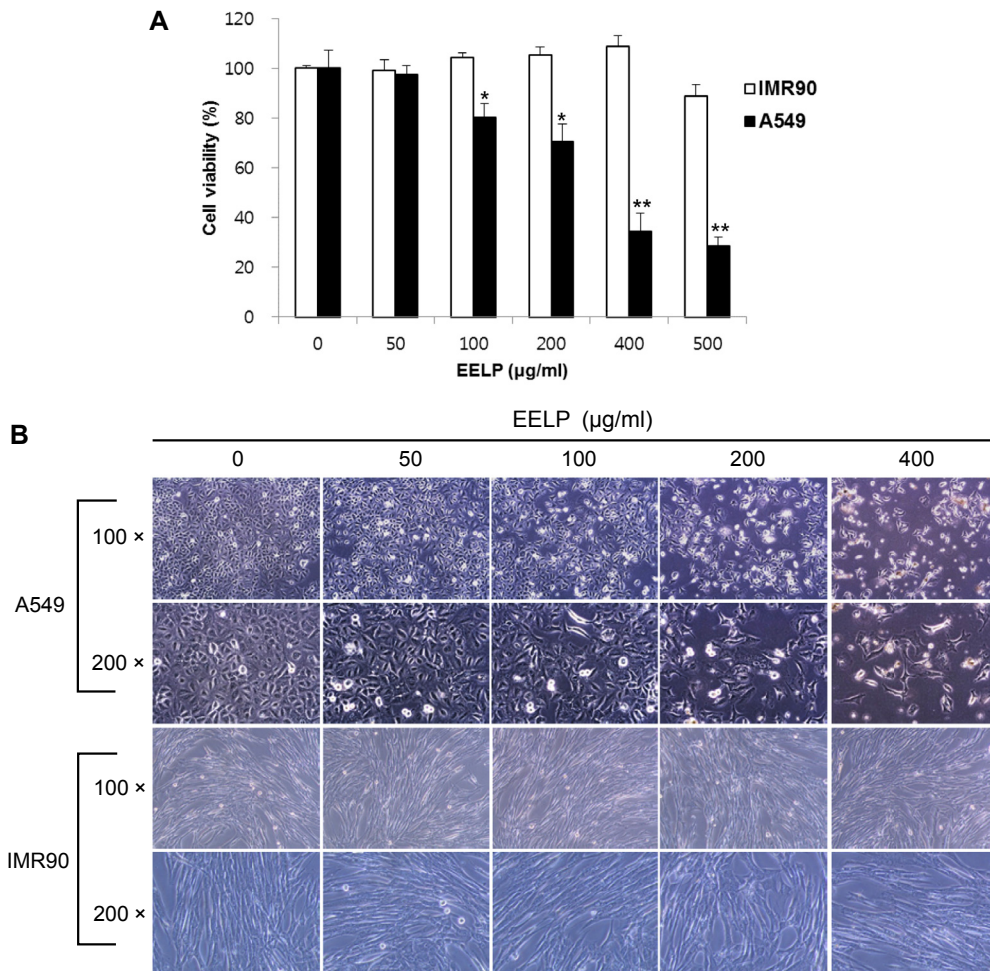 A
120
100
80
60
40
20
0
Cell viability (%)
* * ** **
IMR90
A549
0 50 100 200 400 500
EELP (µg/ml)
B
EELP (µg/ml)
0 50 100 200 400
A549
100 ×
200 ×
IMR90
100 ×
200 ×